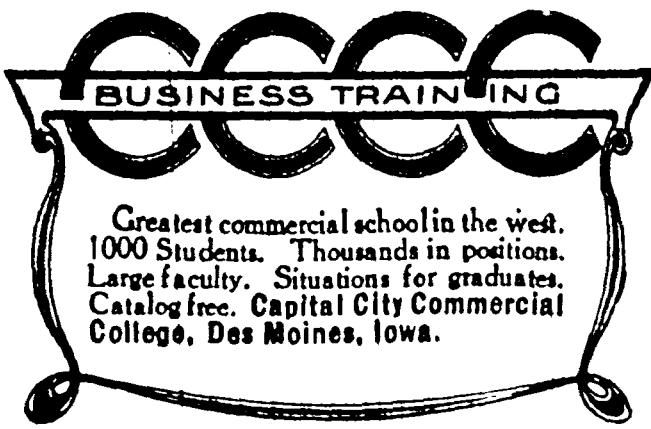 CCCC
BUSINESS TRAINING
Greatest commercial school in the west.
1000 Students. Thousands in positions.
Large faculty. Situations for graduates.
Catalog free. Capital City Commercial
College, Des Moines, Iowa.